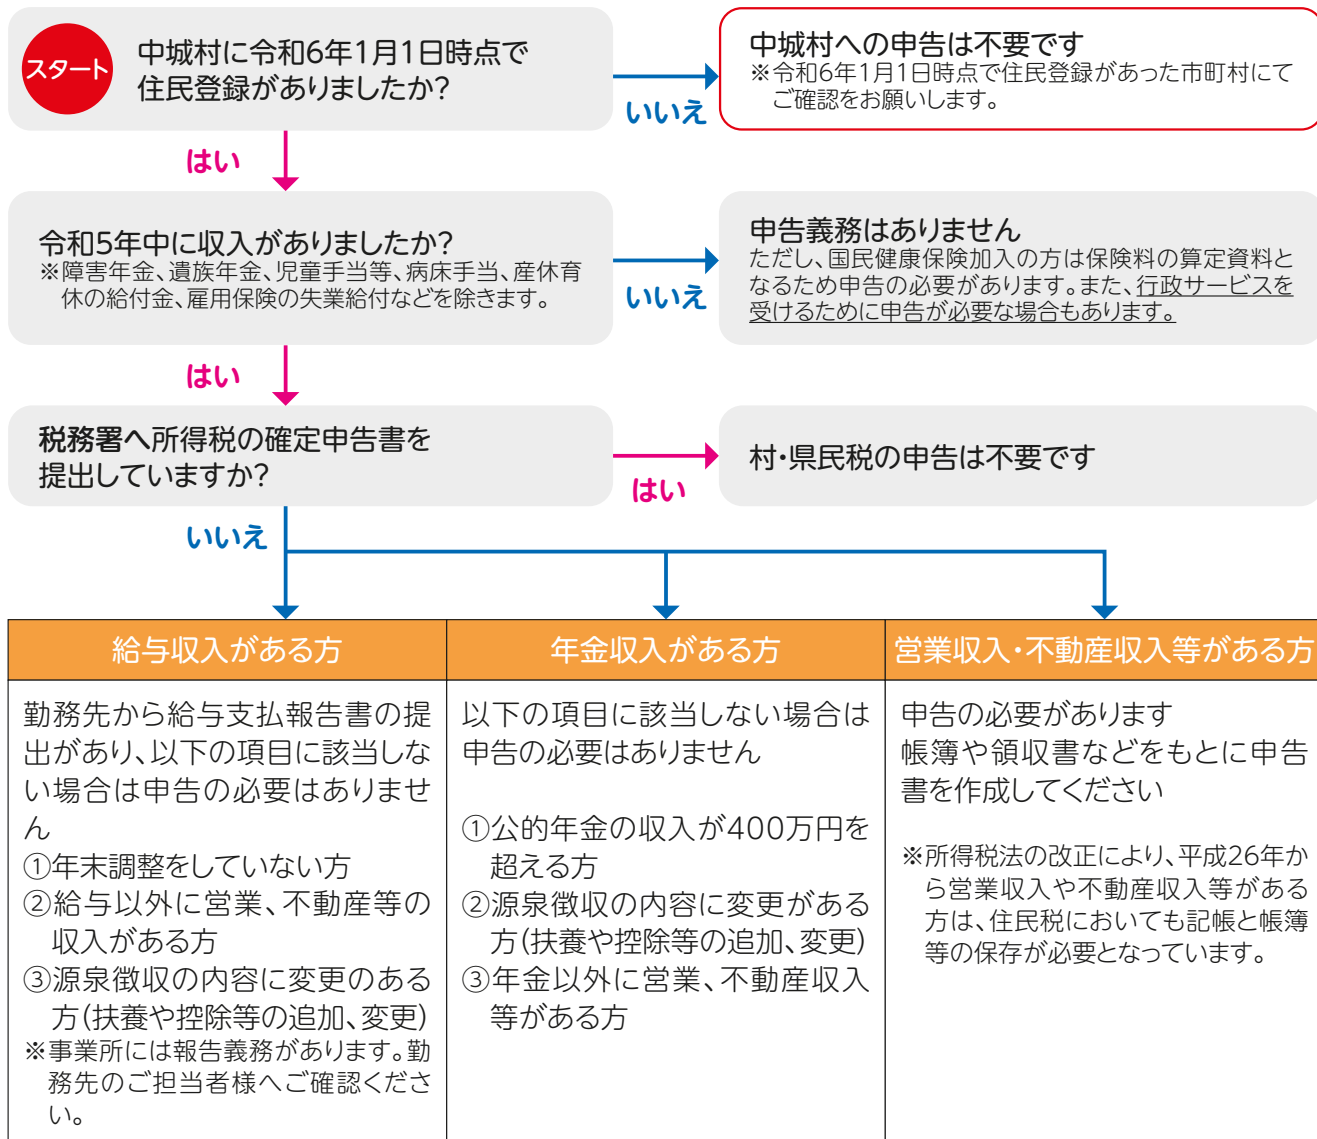 スタート
中城村に令和6年1月1日時点で
住民登録がありましたか?
いいえ
中城村への申告は不要です
※令和6年1月1日時点で住民登録があった市町村にて
ご確認をお願いします。
はい
令和5年中に収入がありましたか?
※障害年金、遺族年金、児童手当等、病床手当、産休育
休の給付金、雇用保険の失業給付などを除きます。
いいえ
申告義務はありません
ただし、国民健康保険加入の方は保険料の算定資料と
なるため申告の必要があります。また、行政サービスを
受けるために申告が必要な場合もあります。
はい
税務署へ所得税の確定申告書を
提出していますか?
はい
村・県民税の申告は不要です
いいえ
給与収入がある方
勤務先から給与支払報告書の提
出があり、以下の項目に該当しな
い場合は申告の必要はありませ
ん
①年末調整をしていない方
②給与以外に営業、不動産等の
収入がある方
③源泉徴収の内容に変更のある
方(扶養や控除等の追加、変更)
※事業所には報告義務があります。勤
務先のご担当者様へご確認くださ
い。
年金収入がある方
以下の項目に該当しない場合は
申告の必要はありません
①公的年金の収入が400万円を
超える方
②源泉徴収の内容に変更がある
方(扶養や控除等の追加、変更)
③年金以外に営業、不動産収入
等がある方
営業収入・不動産収入等がある方
申告の必要があります
帳簿や領収書などをもとに申告
書を作成してください
※所得税法の改正により、平成26年か
ら営業収入や不動産収入等がある
方は、住民税においても記帳と帳簿
等の保存が必要となっています。